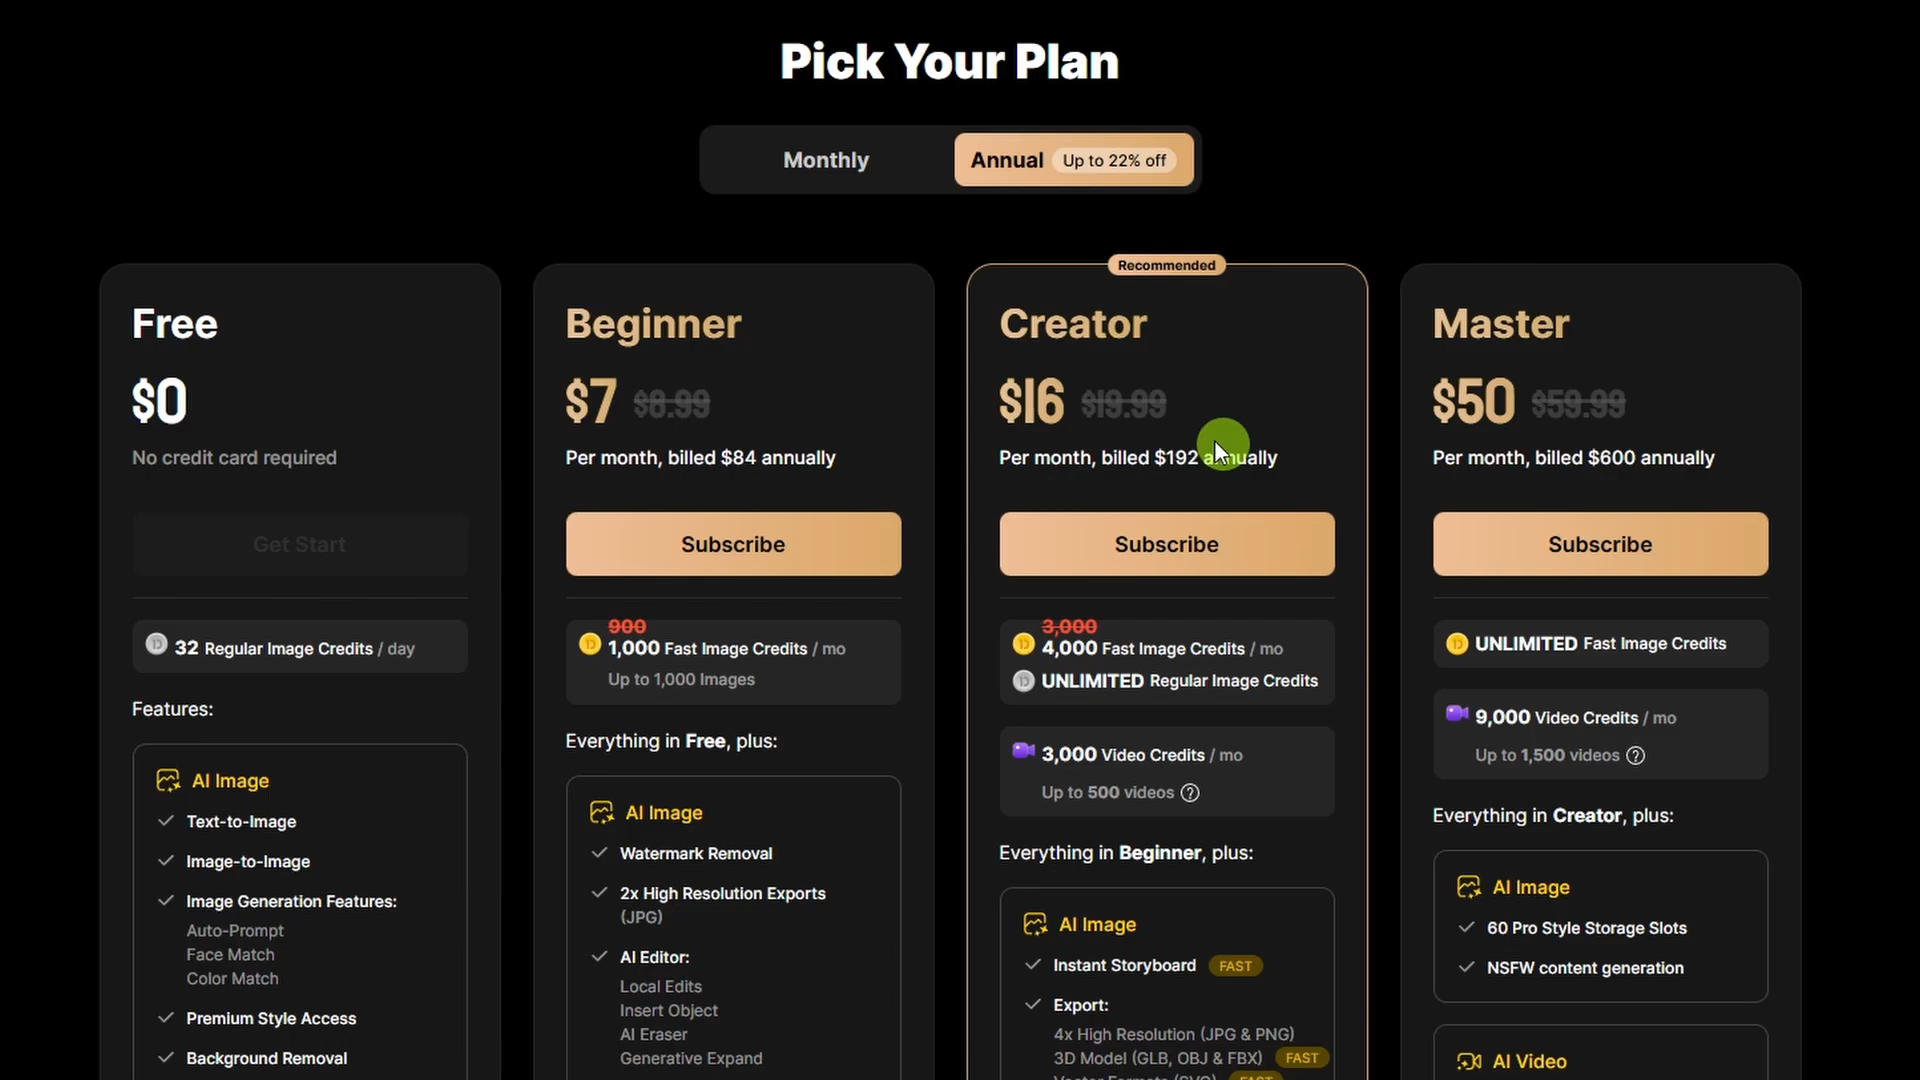 Pick Your Plan
Monthly
Annual Up to 22% off
Free
$0
No credit card required
Get Start
32 Regular Image Credits / day
Features:
AI Image
Text-to-Image
Image-to-Image
Image Generation Features:
Auto-Prompt
Face Match
Color Match
Premium Style Access
Background Removal
Beginner
$7 $8.99
Per month, billed $84 annually
Subscribe
900
1,000 Fast Image Credits / mo
Up to 1,000 Images
Everything in Free, plus:
AI Image
Watermark Removal
2x High Resolution Exports
(JPG)
AI Editor:
Local Edits
Insert Object
AI Eraser
Generative Expand
Recommended
Creator
$16 $19.99
Per month, billed $192 annually
Subscribe
3,000
4,000 Fast Image Credits / mo
UNLIMITED Regular Image Credits
3,000 Video Credits / mo
Up to 500 videos ?
Everything in Beginner, plus:
AI Image
Instant Storyboard FAST
Export:
4x High Resolution (JPG & PNG)
3D Model (GLB, OBJ & FBX) FAST
Vector Formats (SVG) FAST
Master
$50 $59.99
Per month, billed $600 annually
Subscribe
UNLIMITED Fast Image Credits
9,000 Video Credits / mo
Up to 1,500 videos ?
Everything in Creator, plus:
AI Image
60 Pro Style Storage Slots
NSFW content generation
AI Video